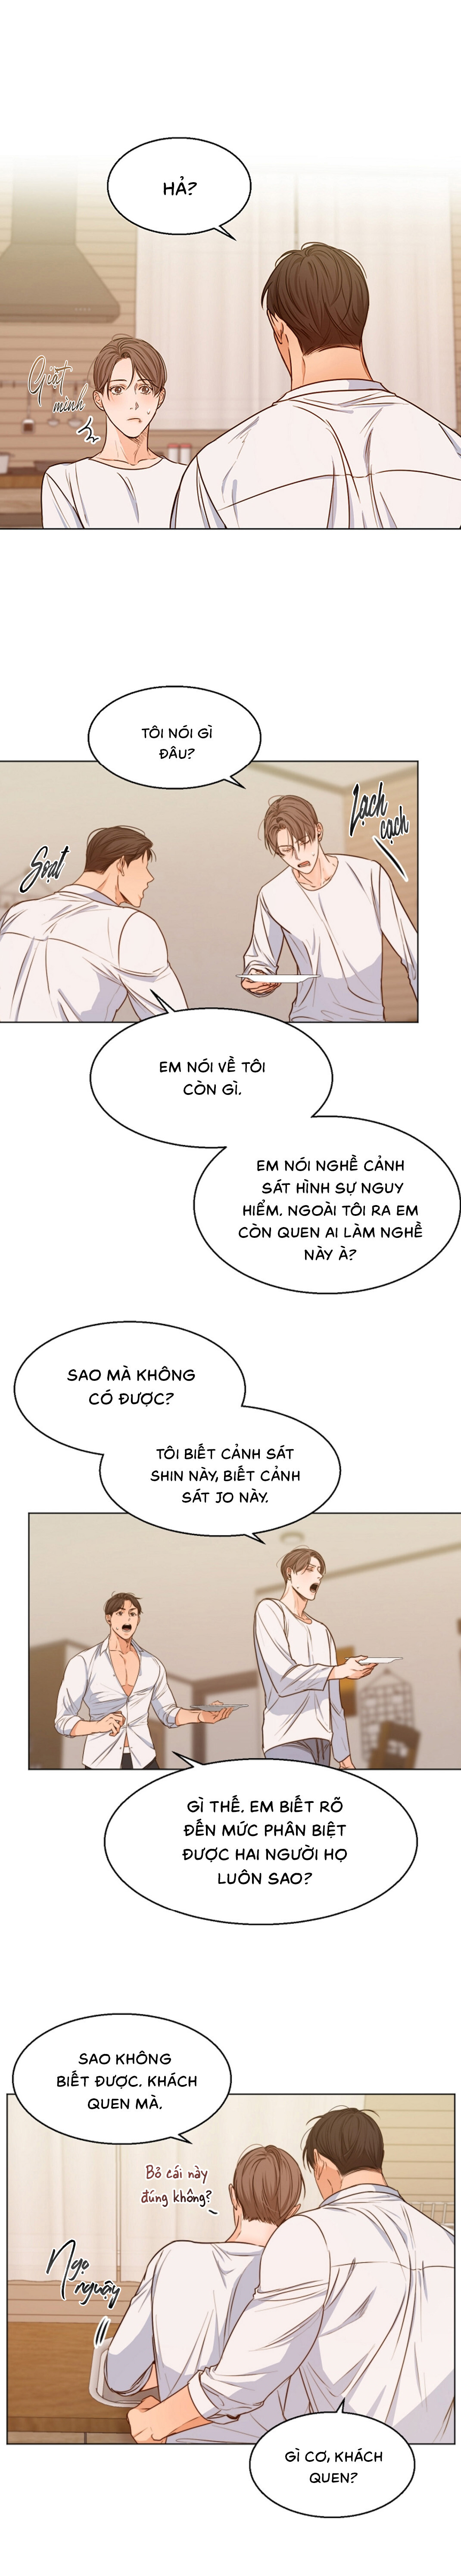 HẢ?
Giật
mình
TÔI NÓI GÌ
ĐÂU?
Lạch
cạch
Soạt
EM NÓI VỀ TÔI
CÒN GÌ.
EM NÓI NGHỀ CẢNH
SÁT HÌNH SỰ NGUY
HIỂM. NGOÀI TÔI RA EM
CÒN QUEN AI LÀM NGHỀ
NÀY À?
SAO MÀ KHÔNG
CÓ ĐƯỢC?
TÔI BIẾT CẢNH SÁT
SHIN NÀY, BIẾT CẢNH
SÁT JO NÀY.
GÌ THẾ. EM BIẾT RÕ
ĐẾN MỨC PHÂN BIỆT
ĐƯỢC HAI NGƯỜI HỌ
LUÔN SAO?
SAO KHÔNG
BIẾT ĐƯỢC. KHÁCH
QUEN MÀ.
Bỏ cái này
đúng không?
Ngọ
nguậy
GÌ CƠ, KHÁCH
QUEN?